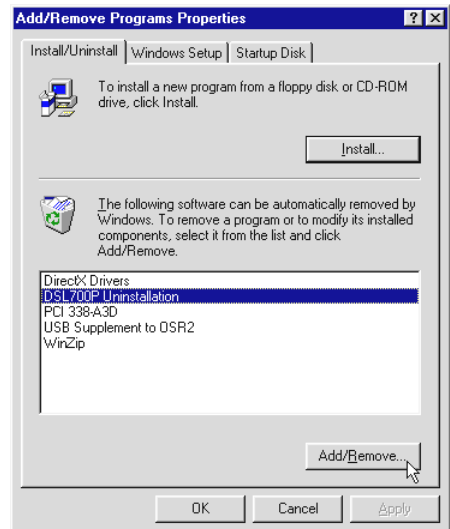 Add/Remove Programs Properties
Install/Uninstall
Windows Setup
Startup Disk
To install a new program from a floppy disk or CD-ROM
drive, click Install.
Install...
The following software can be automatically removed by
Windows. To remove a program or to modify its installed
components, select it from the list and click
Add/Remove.
DirectX Drivers
DSL700P Uninstallation
PCI 338-A3D
USB Supplement to OSR2
WinZip
Add/Remove...
OK
Cancel
Apply